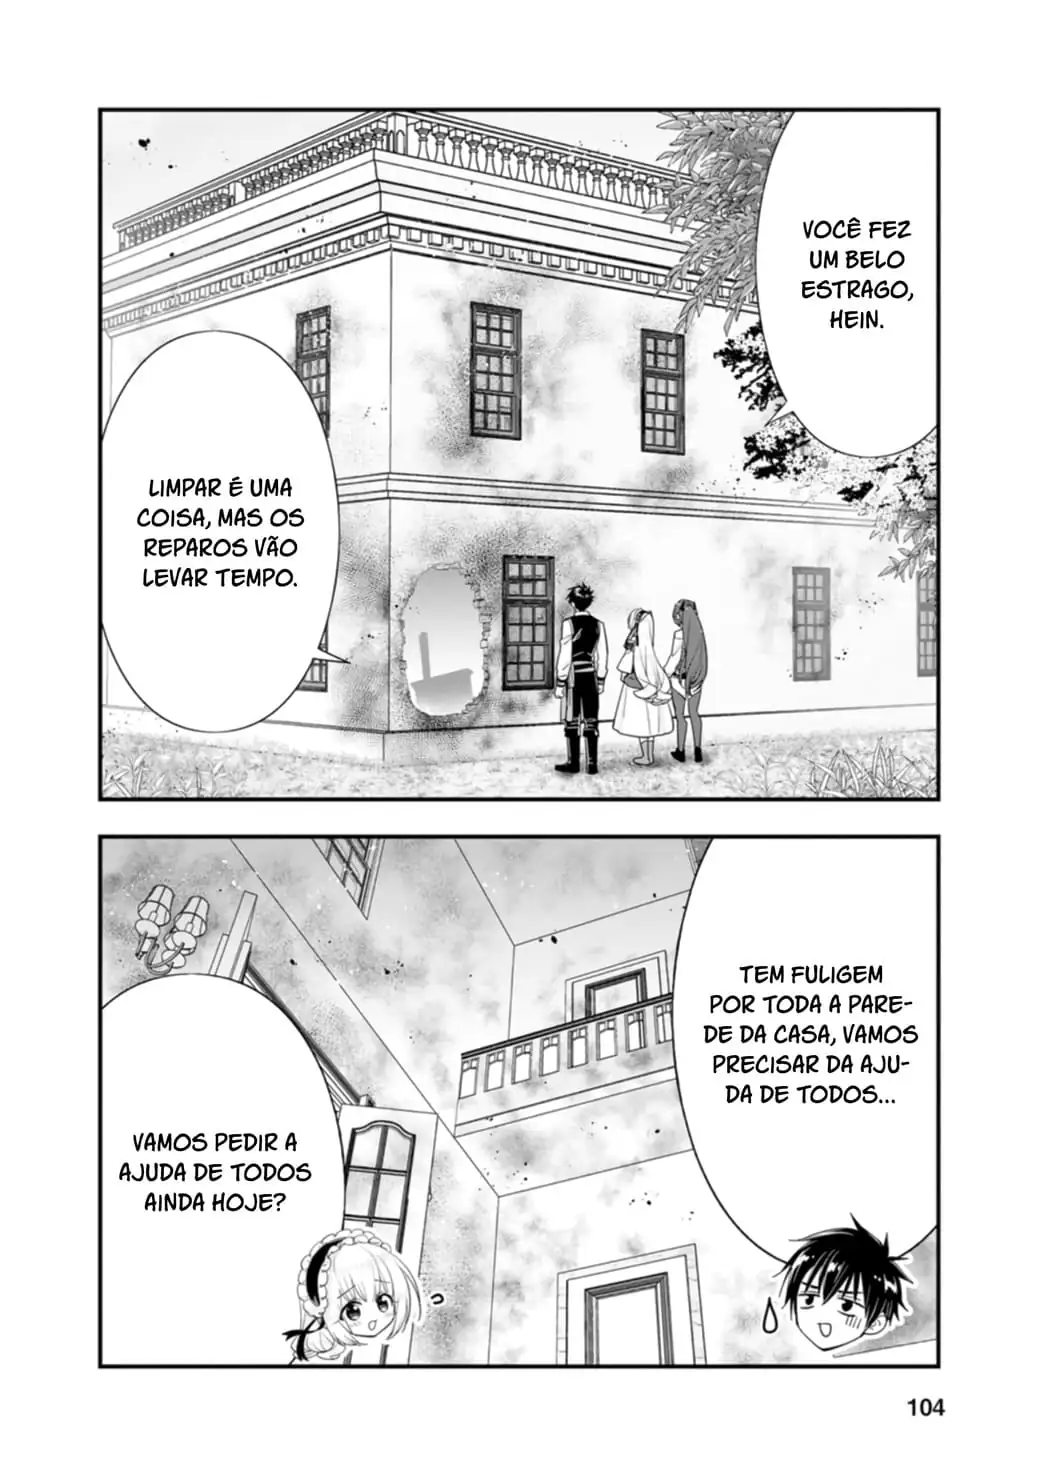 VOCÊ FEZ
UM BELO
ESTRAGO,
HEIN.
LIMPAR É UMA
COISA, MAS OS
REPAROS VÃO
LEVAR TEMPO.
TEM FULIGEM
POR TODA A PARE-
DE DA CASA, VAMOS
PRECISAR DA AJU-
DA DE TODOS...
VAMOS PEDIR A
AJUDA DE TODOS
AINDA HOJE?
104